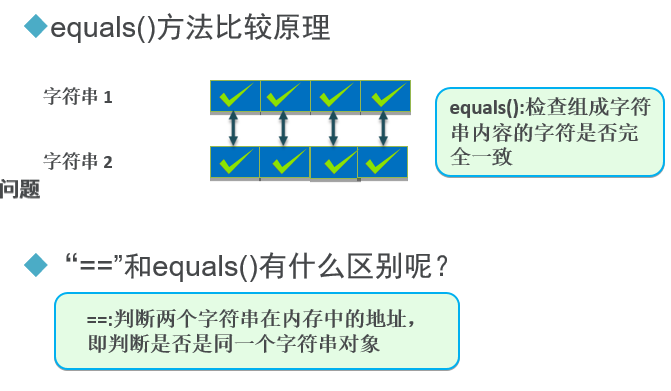 equals()方法比较原理
字符串 1
equals():检查组成字符
串内容的字符是否完
全一致
字符串 2
问题
“==”和equals()有什么区别呢？
==:判断两个字符串在内存中的地址，
即判断是否是同一个字符串对象